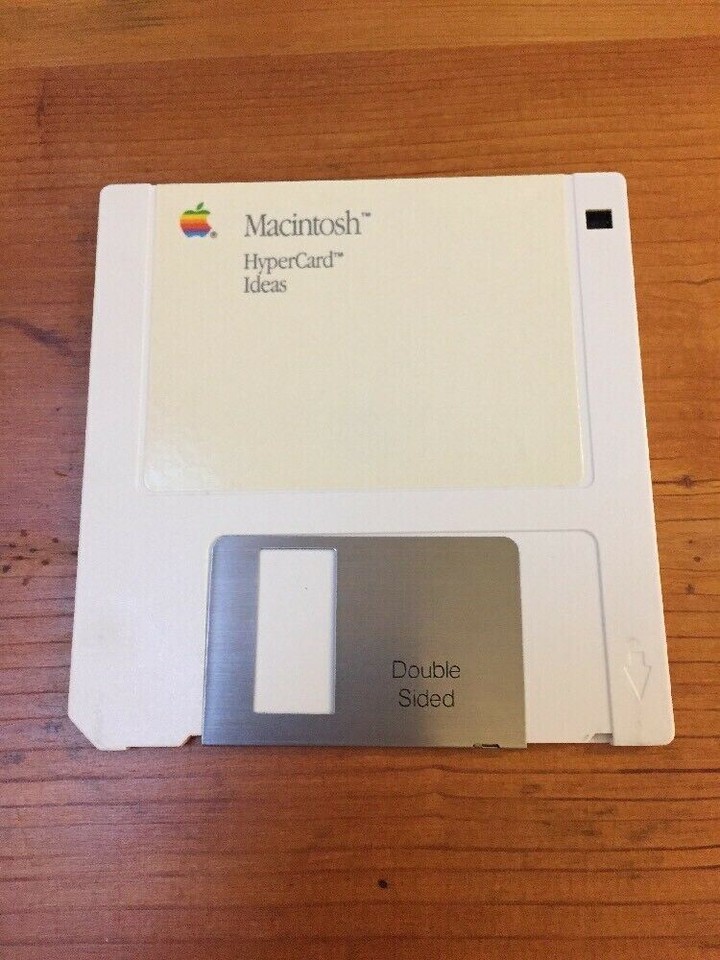 Macintosh™
HyperCard™
Ideas
Double
Sided